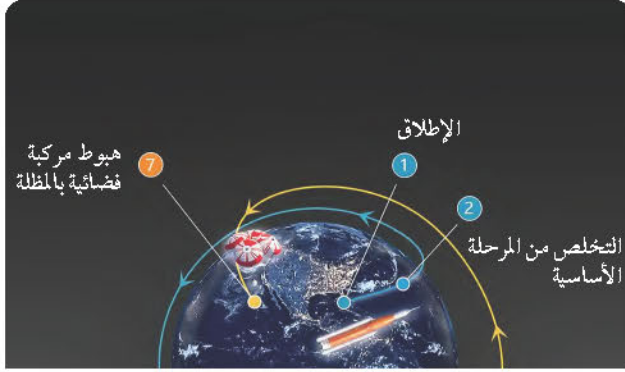 الإطلاق
1
2
التخلص من المرحلة
الأساسية
7
هبوط مركبة
فضائية بالمظلة